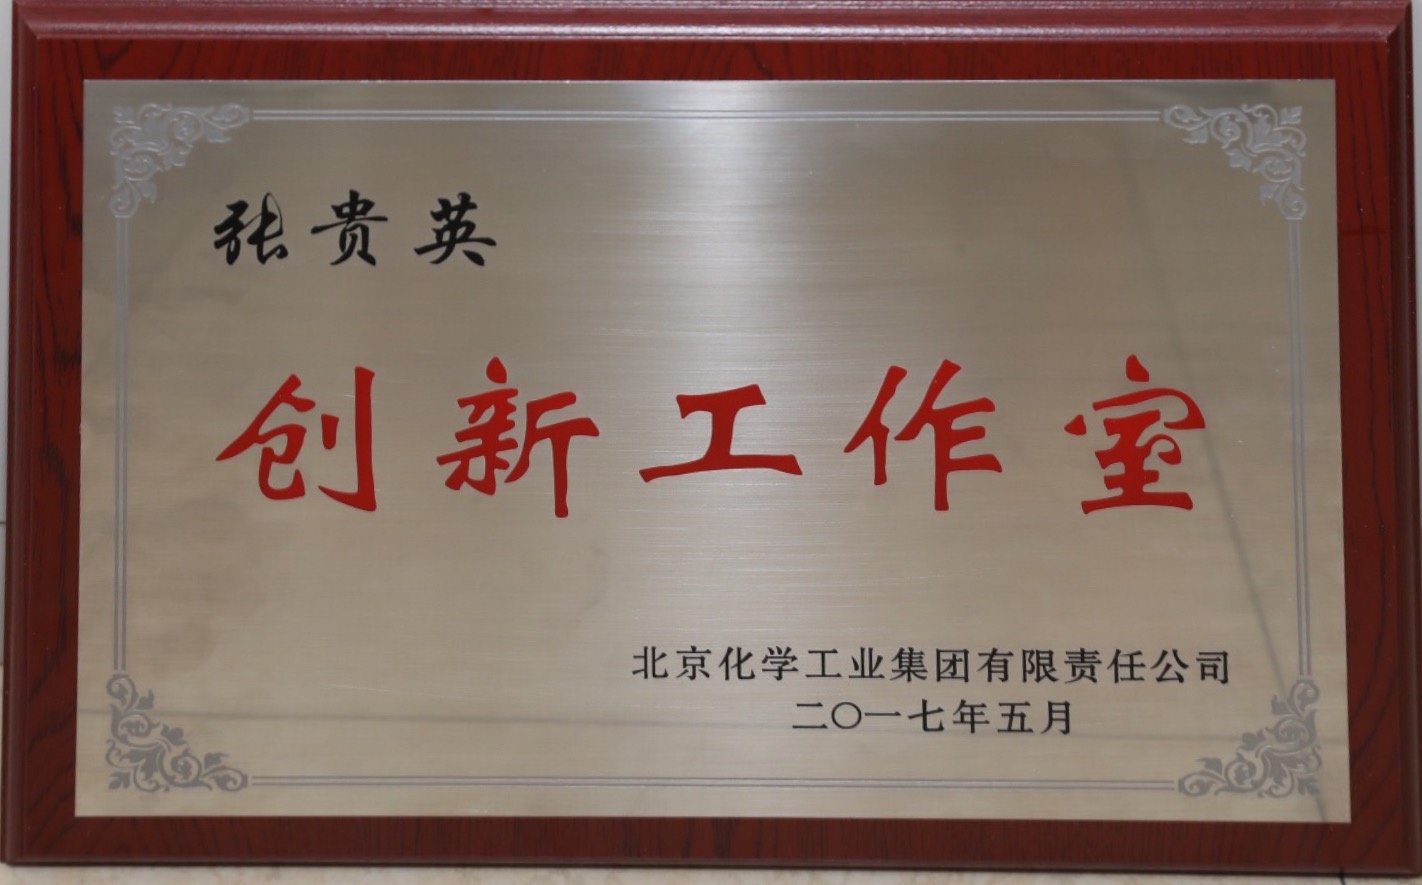 张贵英
创新工作室
北京化学工业集团有限责任公司
二〇一七年五月